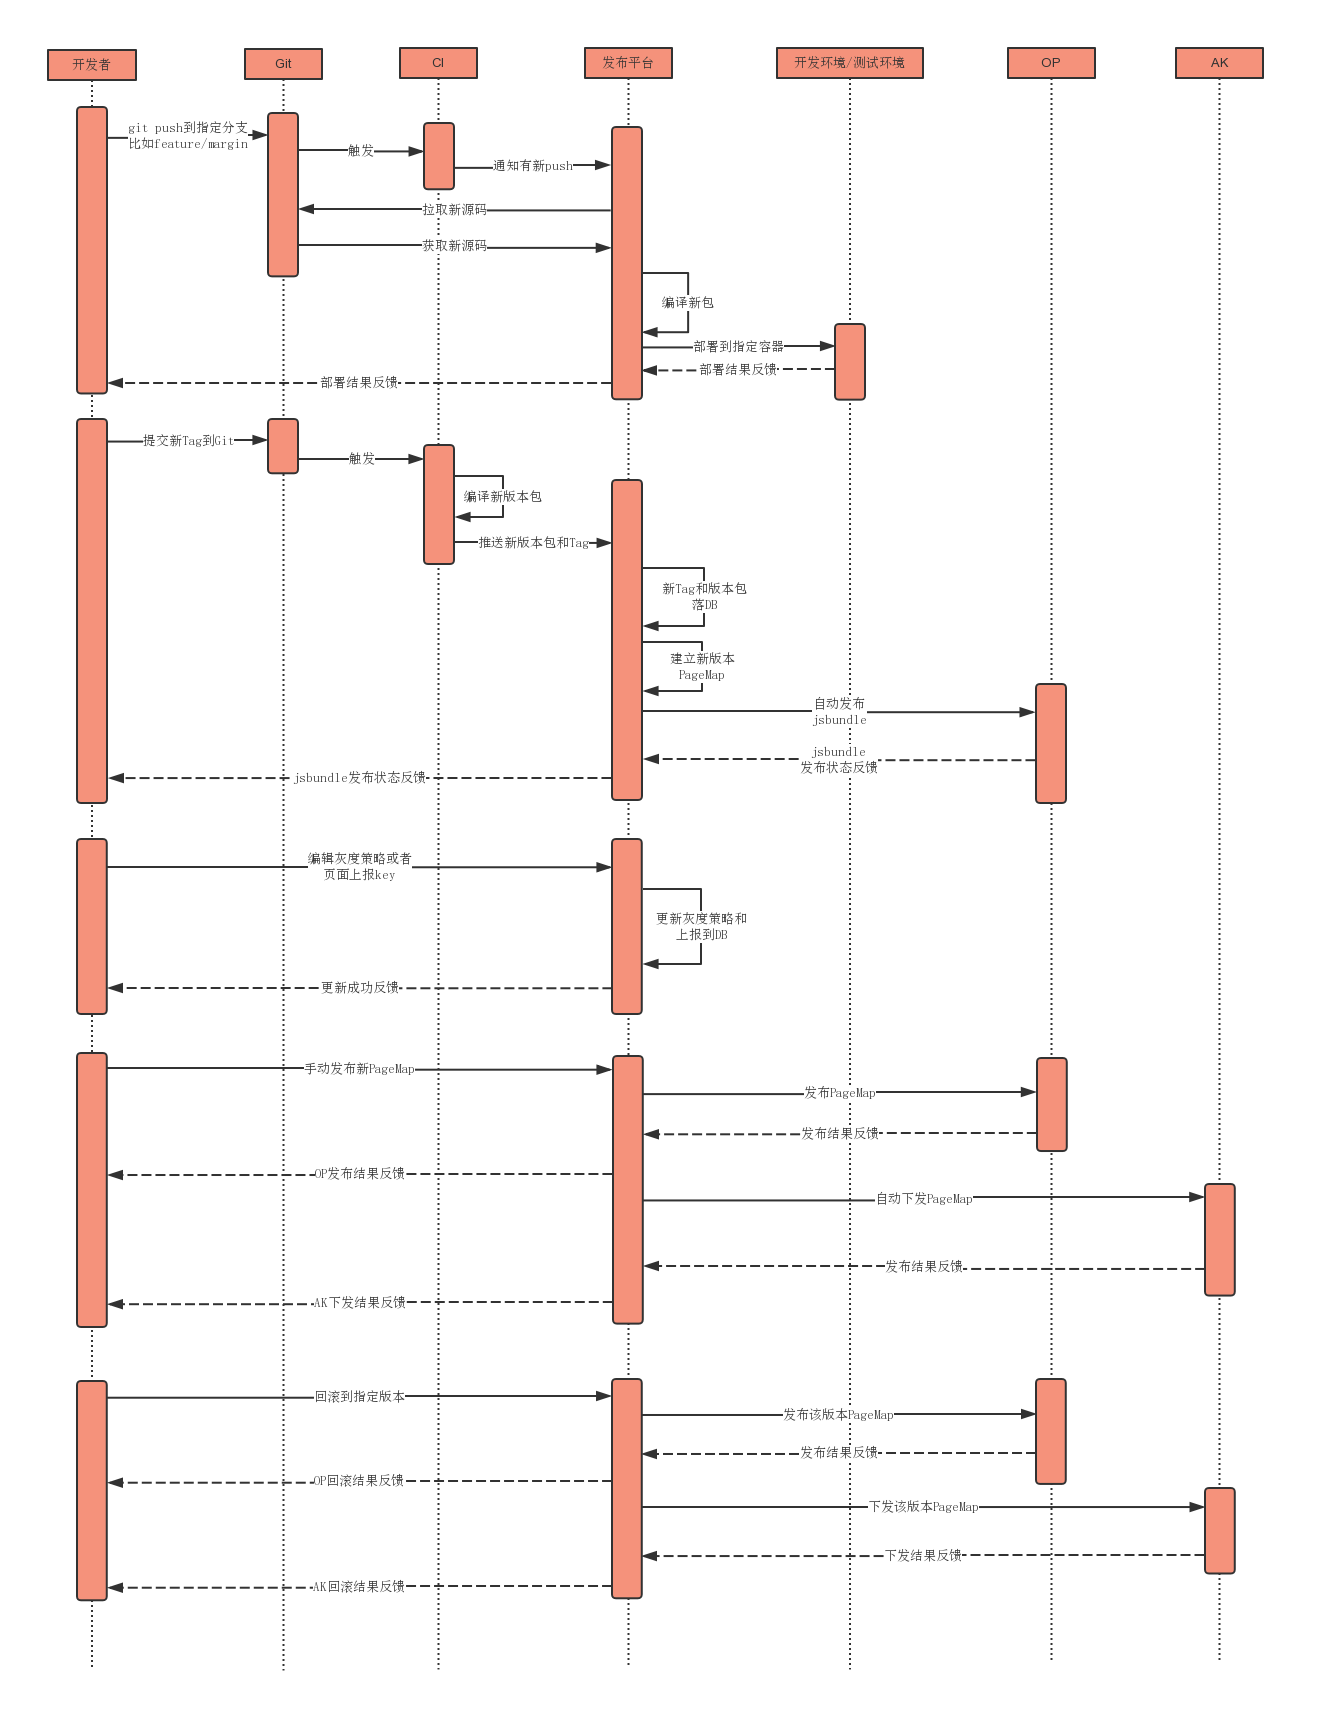 开发者
Git
CI
发布平台
开发环境/测试环境
OP
AK
git push到指定分支
比如feature/margin
触发
通知有新push
拉取新源码
获取新源码
编译新包
部署到指定容器
部署结果反馈
部署结果反馈
提交新Tag到Git
触发
编译新版本包
推送新版本包和Tag
新Tag和版本包
落DB
建立新版本
PageMap
自动发布
jsbundle
jsbundle
发布状态反馈
jsbundle发布状态反馈
编辑灰度策略或者
页面上报key
更新灰度策略和
上报到DB
更新成功反馈
手动发布新PageMap
发布PageMap
发布结果反馈
OP发布结果反馈
自动下发PageMap
发布结果反馈
AK下发结果反馈
回滚到指定版本
发布该版本PageMap
发布结果反馈
OP回滚结果反馈
下发该版本PageMap
下发结果反馈
AK回滚结果反馈